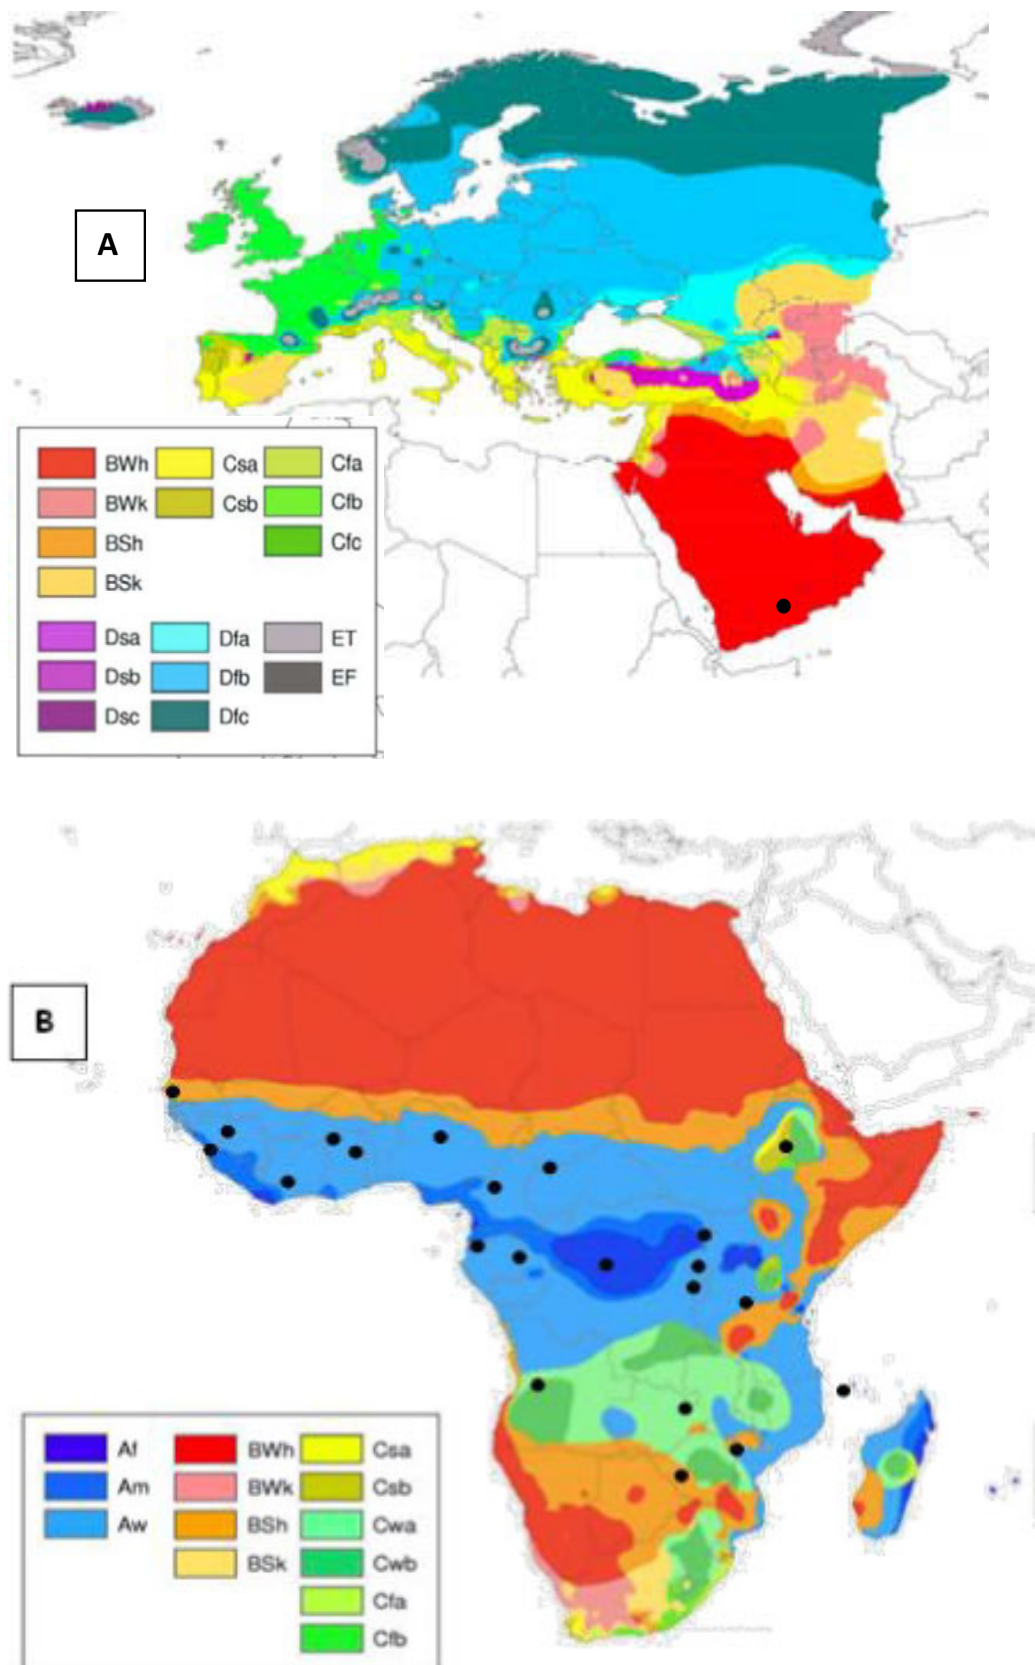 A
BWh Csa Cfa
BWk Csb Cfb
BSh Cfc
BSk
Dsa Dfa ET
Dsb Dfb EF
Dsc Dfc
B
Af BWh Csa
Am BWk Csb
Aw BSh Cwa
BSk Cwb
Cfa
Cfb